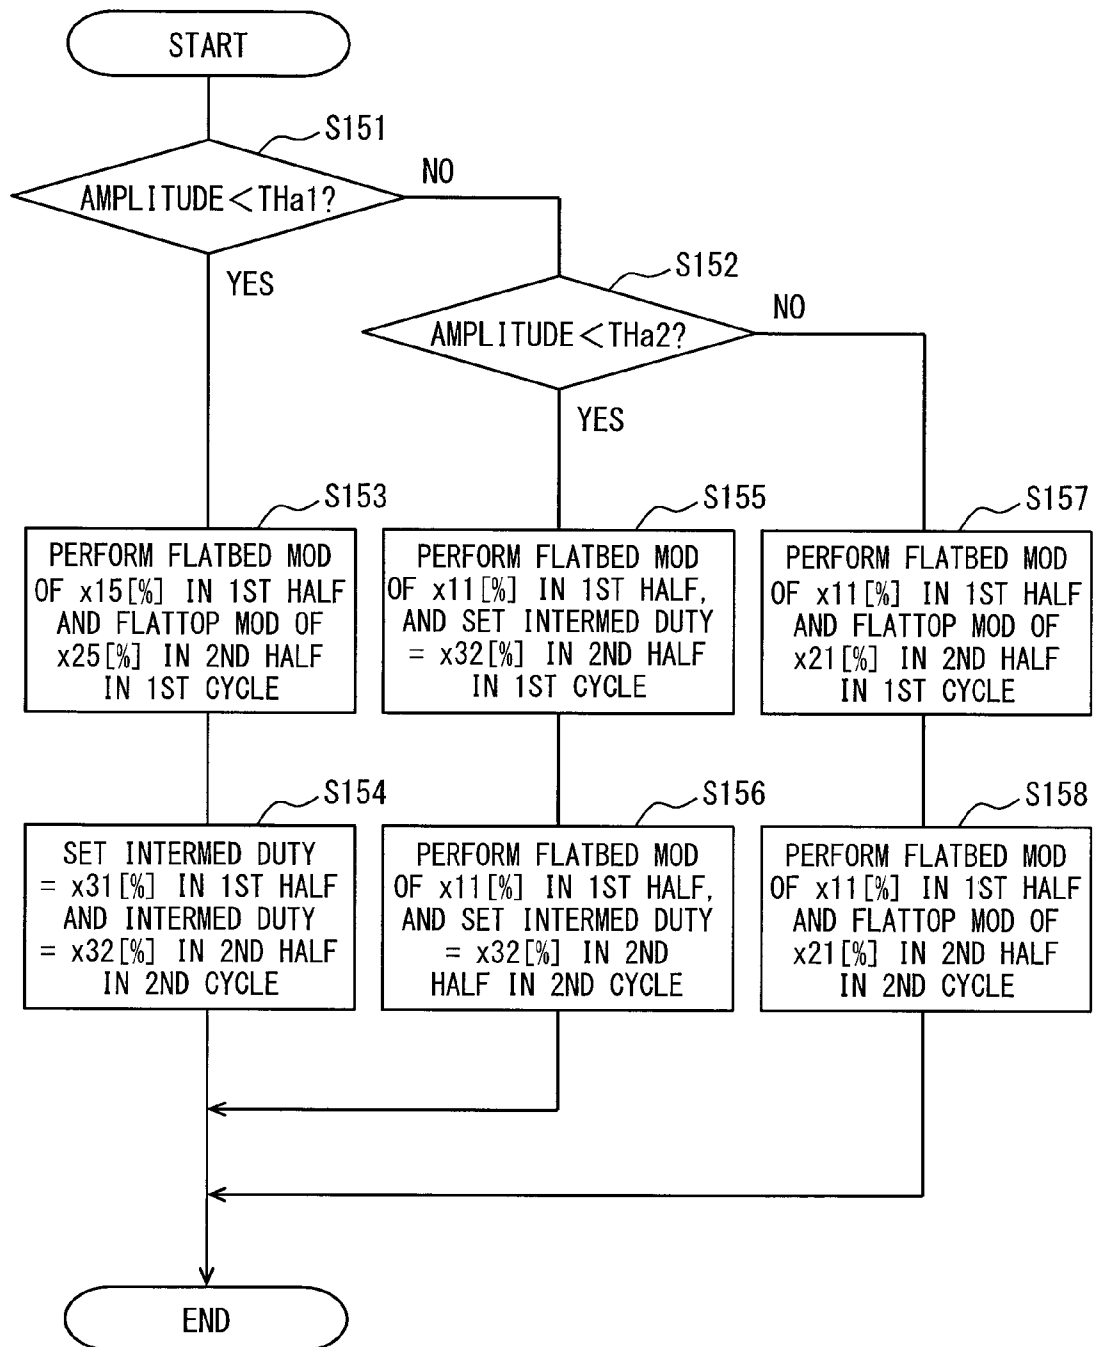 START
S151
AMPLITUDE<THa1?
NO
YES
S152
AMPLITUDE<THa2?
NO
YES
S153
PERFORM FLATBED MOD
OF x15[%] IN 1ST HALF
AND FLATTOP MOD OF
x25[%] IN 2ND HALF
IN 1ST CYCLE
S155
PERFORM FLATBED MOD
OF x11[%] IN 1ST HALF,
AND SET INTERMED DUTY
= x32[%] IN 2ND HALF
IN 1ST CYCLE
S157
PERFORM FLATBED MOD
OF x11[%] IN 1ST HALF
AND FLATTOP MOD OF
x21[%] IN 2ND HALF
IN 1ST CYCLE
S154
SET INTERMED DUTY
= x31[%] IN 1ST HALF
AND INTERMED DUTY
= x32[%] IN 2ND HALF
IN 2ND CYCLE
S156
PERFORM FLATBED MOD
OF x11[%] IN 1ST HALF,
AND SET INTERMED DUTY
= x32[%] IN 2ND
HALF IN 2ND CYCLE
S158
PERFORM FLATBED MOD
OF x11[%] IN 1ST HALF
AND FLATTOP MOD OF
x21[%] IN 2ND HALF
IN 2ND CYCLE
END